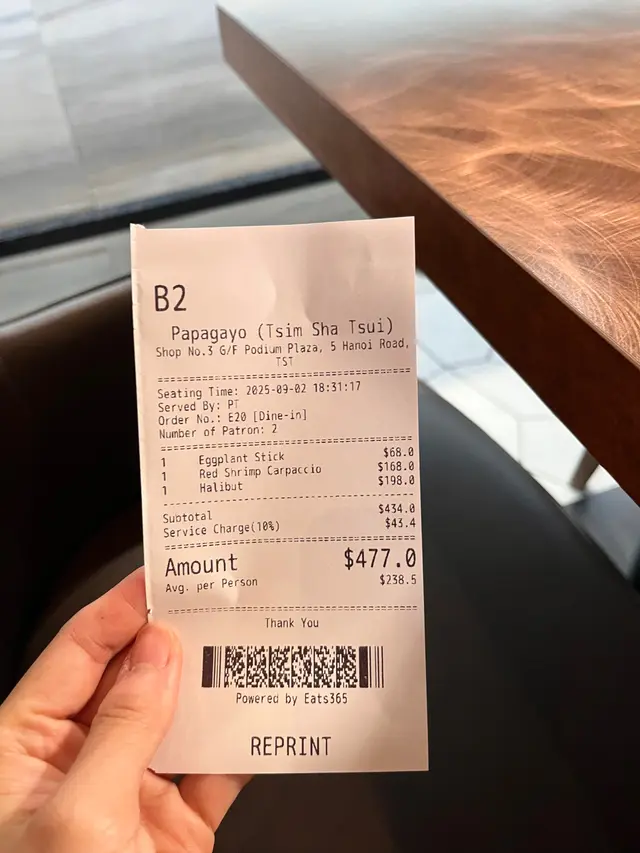 B2
Papagayo (Tsim Sha Tsui)
Shop No.3 G/F Podium Plaza, 5 Hanoi Road,
TST
Seating Time: 2025-09-02 18:31:17
Served By: PT
Order No.: E20 [Dine-in]
Number of Patron: 2
1 Eggplant Stick $68.0
1 Red Shrimp Carpaccio $168.0
1 Halibut $198.0
Subtotal $434.0
Service Charge(10%) $43.4
Amount $477.0
Avg. per Person $238.5
Thank You
Powered by Eats365
REPRINT